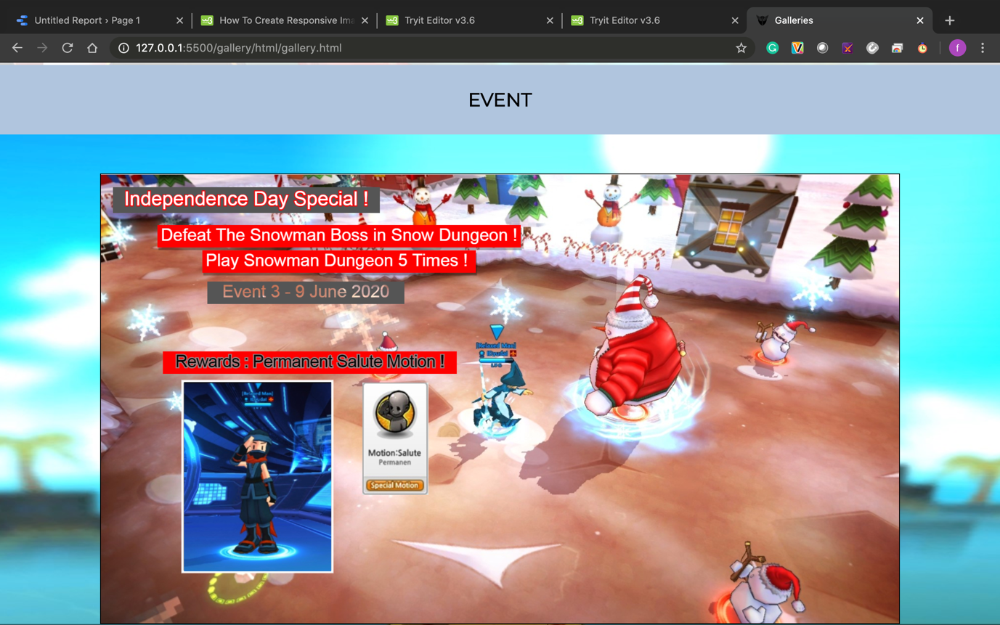 Untitled Report › Page 1
How To Create Responsive Ima
Tryit Editor v3.6
Tryit Editor v3.6
Galleries
127.0.0.1:5500/gallery/html/gallery.html
f
EVENT
Independence Day Special !
Defeat The Snowman Boss in Snow Dungeon !
Play Snowman Dungeon 5 Times !
Event 3 - 9 June 2020
[Relaxed Man]
Rewards : Permanent Salute Motion !
[Relaxed Man]
Motion:Salute
Permanen
Special Motion